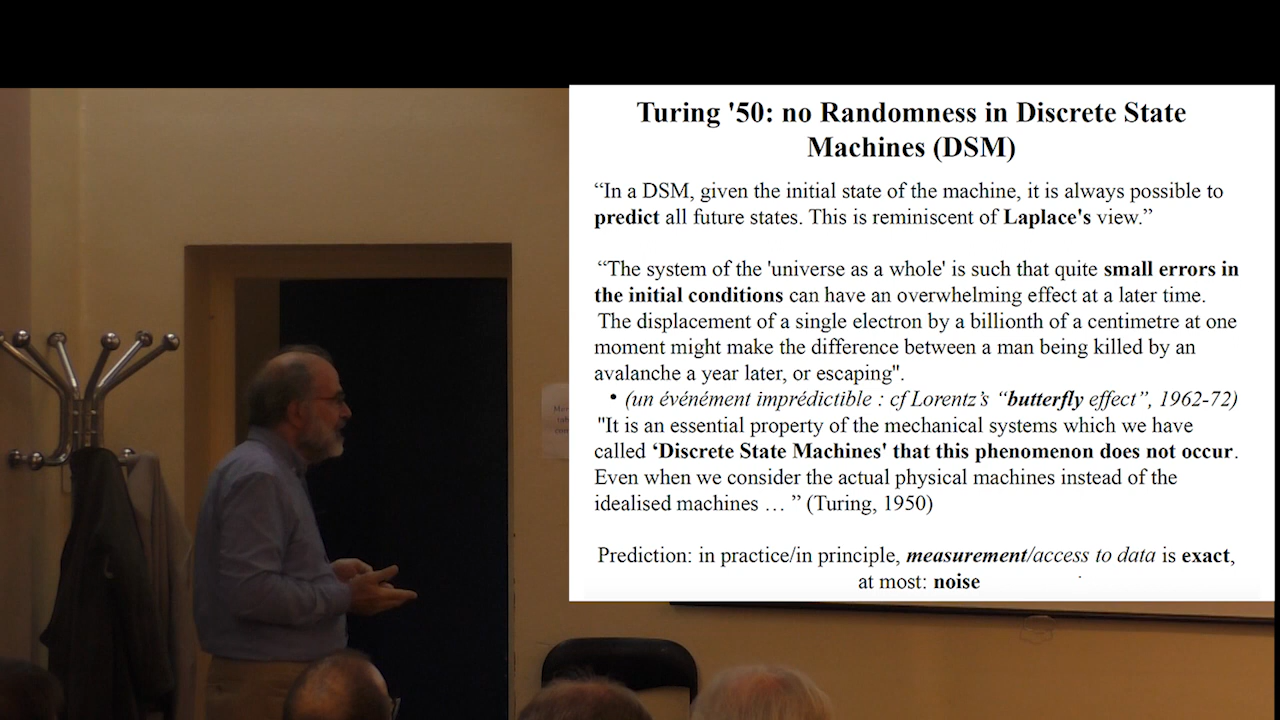 Turing '50: no Randomness in Discrete State
Machines (DSM)
“In a DSM, given the initial state of the machine, it is always possible to
predict all future states. This is reminiscent of Laplace's view.”
“The system of the 'universe as a whole' is such that quite small errors in
the initial conditions can have an overwhelming effect at a later time.
The displacement of a single electron by a billionth of a centimetre at one
moment might make the difference between a man being killed by an
avalanche a year later, or escaping".
• (un événément imprédictible : cf Lorentz’s “butterfly effect”, 1962-72)
"It is an essential property of the mechanical systems which we have
called ‘Discrete State Machines' that this phenomenon does not occur.
Even when we consider the actual physical machines instead of the
idealised machines … ” (Turing, 1950)
Prediction: in practice/in principle, measurement/access to data is exact,
at most: noise